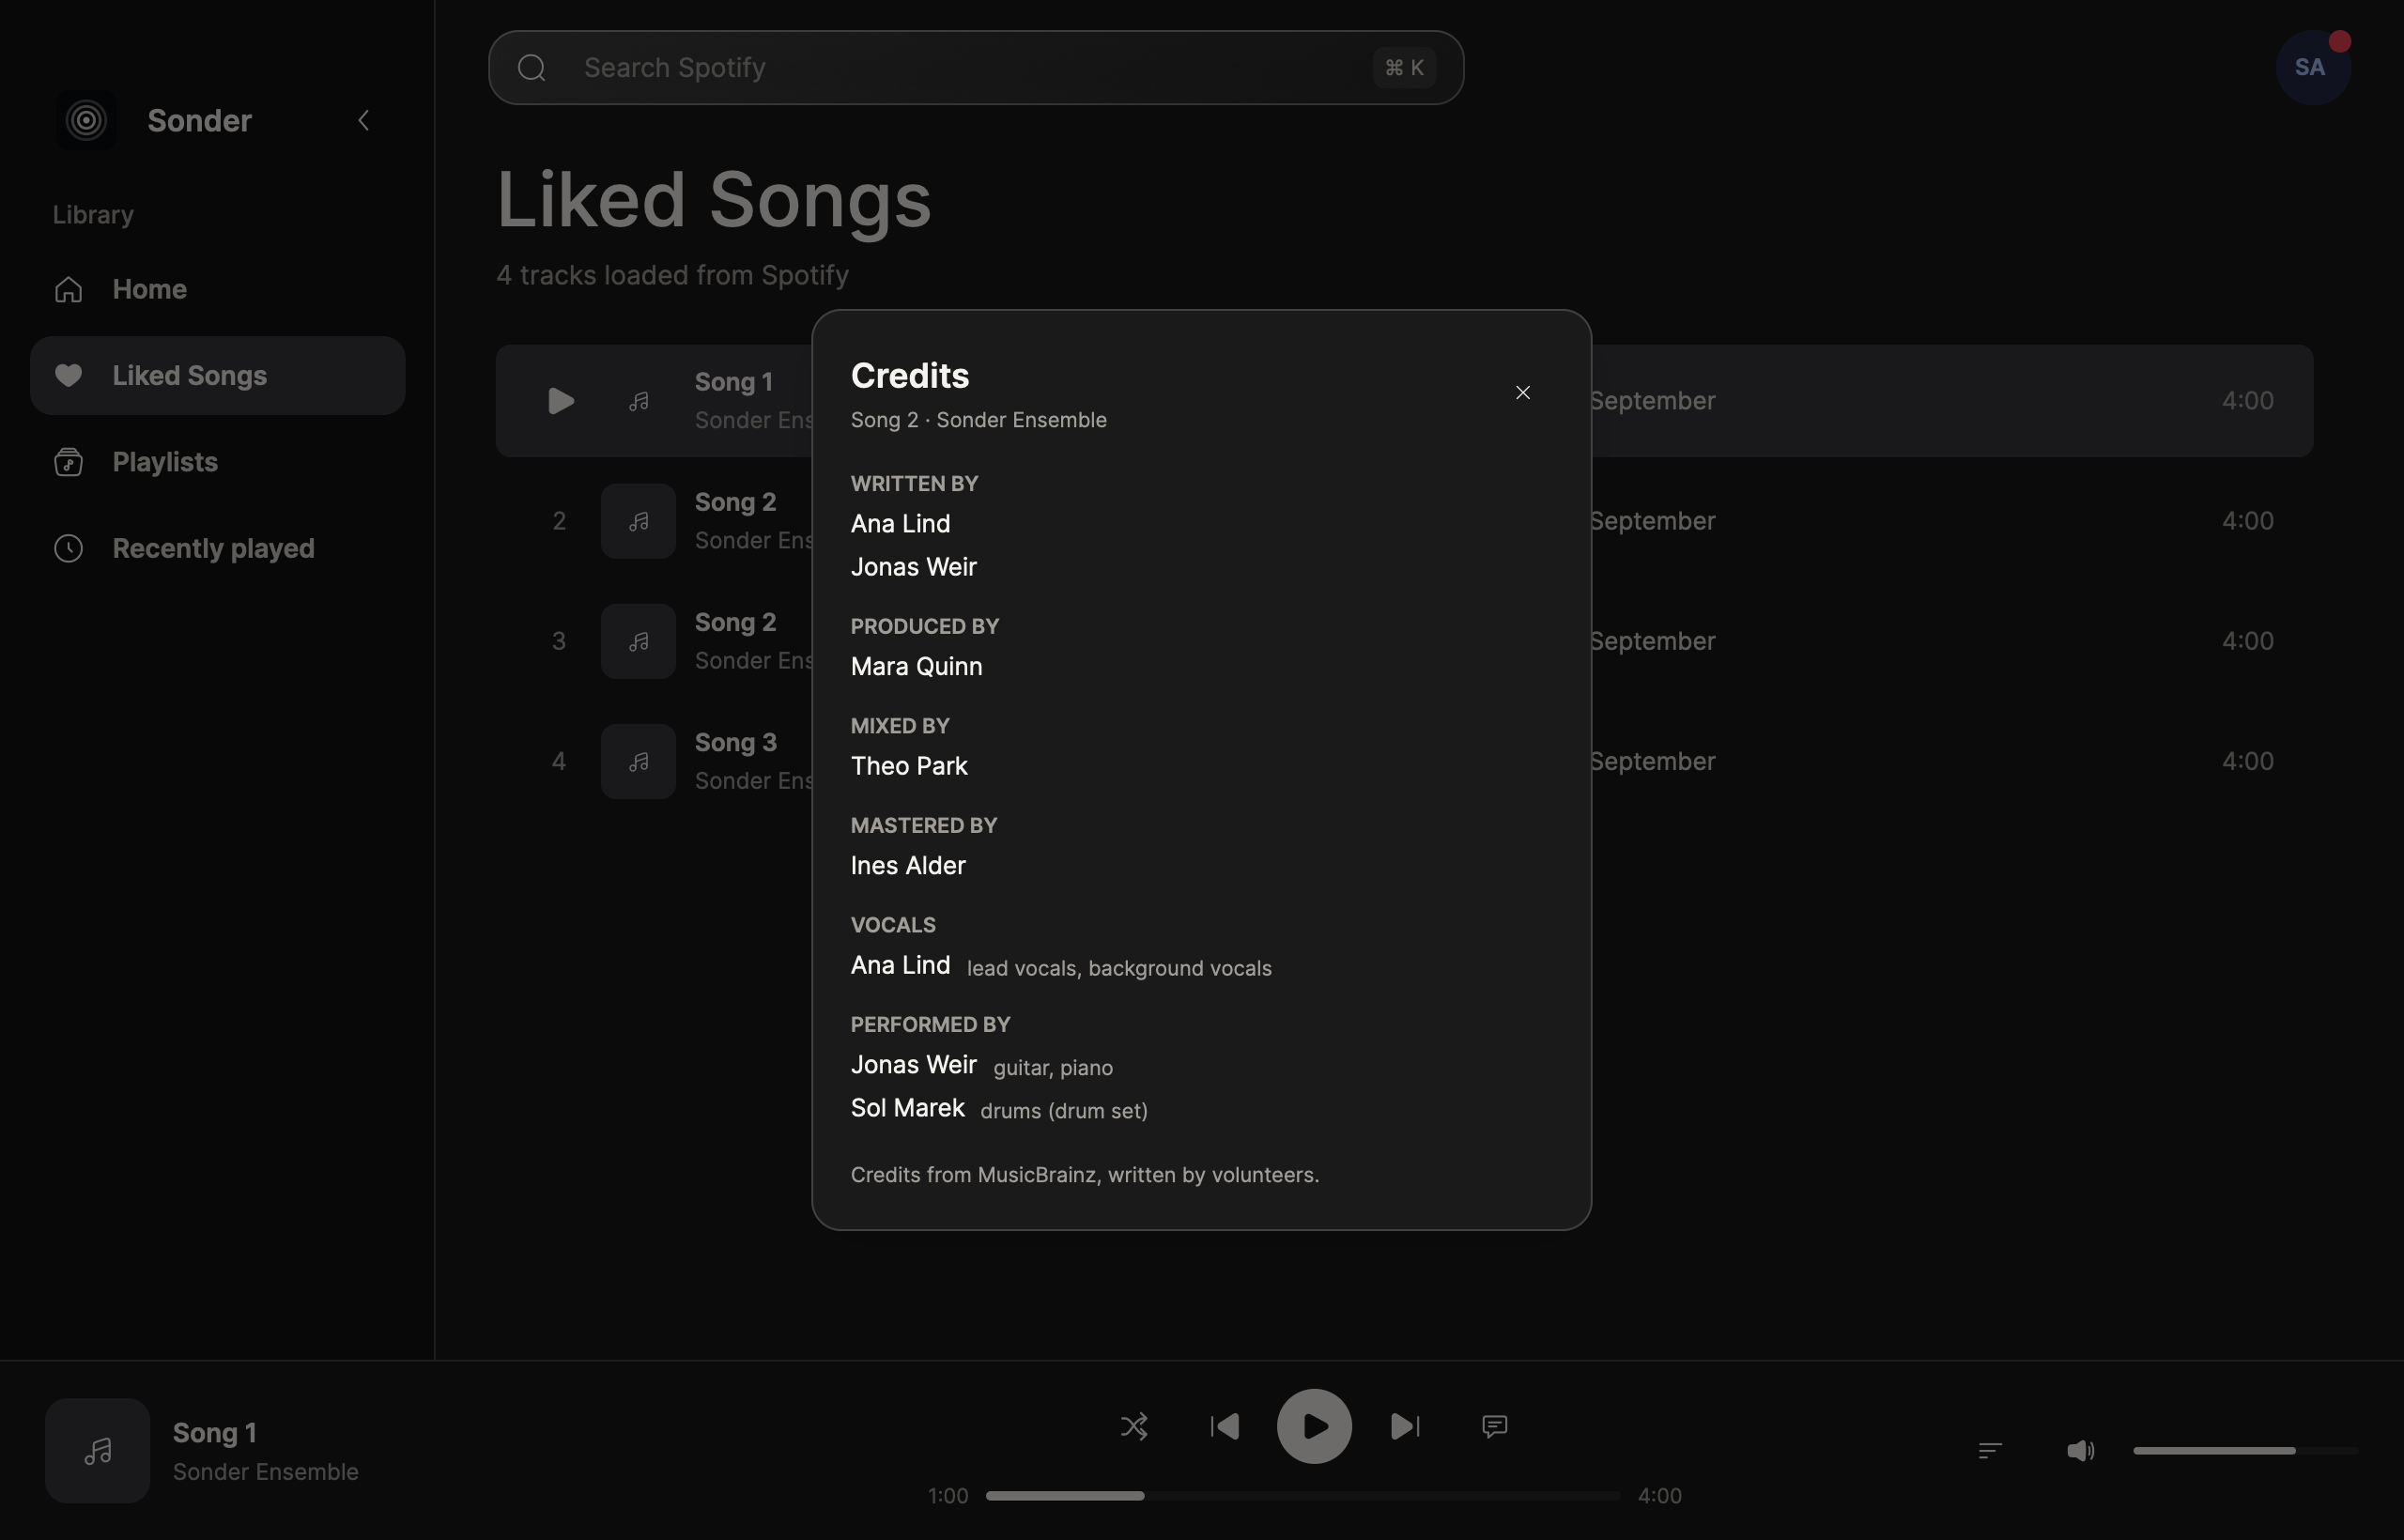 Search Spotify
⌘ K
SA
Sonder
Library
Home
Liked Songs
Playlists
Recently played
Liked Songs
4 tracks loaded from Spotify
Song 1
Sonder Ens
September
4:00
2
Song 2
Sonder Ens
September
4:00
3
Song 2
Sonder Ens
September
4:00
4
Song 3
Sonder Ens
September
4:00
Credits
Song 2 · Sonder Ensemble
WRITTEN BY
Ana Lind
Jonas Weir
PRODUCED BY
Mara Quinn
MIXED BY
Theo Park
MASTERED BY
Ines Alder
VOCALS
Ana Lind lead vocals, background vocals
PERFORMED BY
Jonas Weir guitar, piano
Sol Marek drums (drum set)
Credits from MusicBrainz, written by volunteers.
Song 1
Sonder Ensemble
1:00
4:00